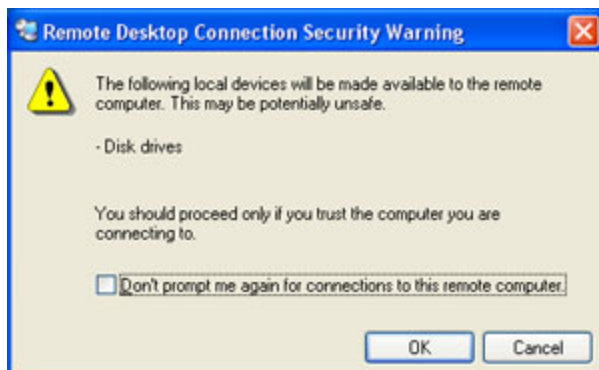 Remote Desktop Connection Security Warning
The following local devices will be made available to the remote
computer. This may be potentially unsafe.
- Disk drives
You should proceed only if you trust the computer you are
connecting to.
Don't prompt me again for connections to this remote computer.
OK Cancel